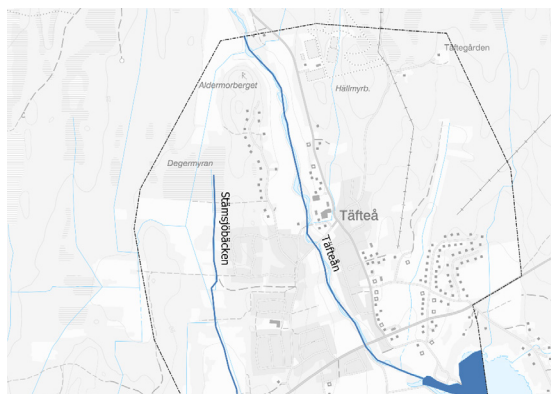 Täftegården
Aldermorberget
Hällmyrb.
Degermyran
Stämsjöbäcken
Täfteå
Täfteån